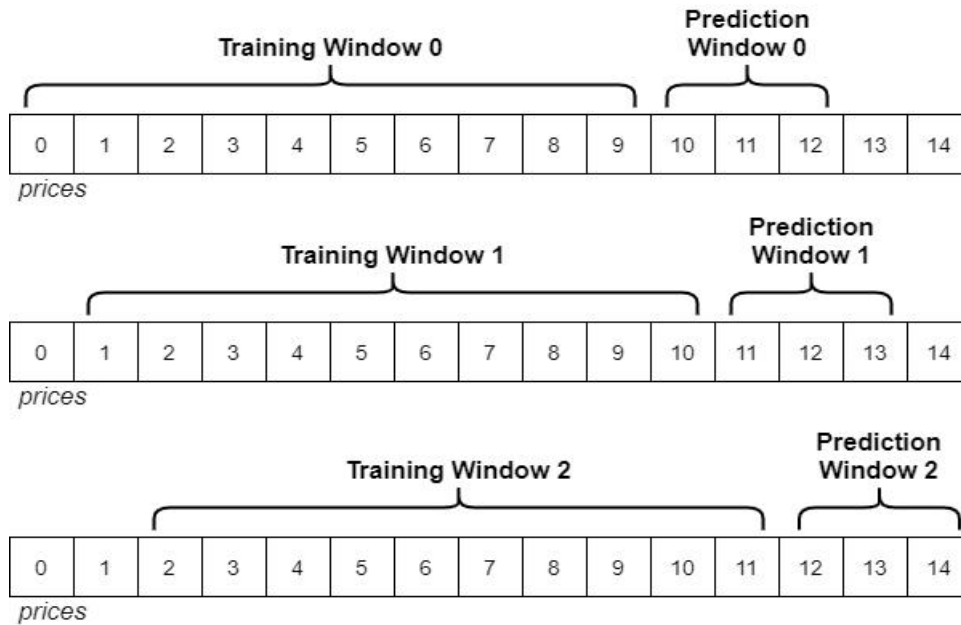 Prediction
Training Window 0 Window 0
0 1 2 3 4 5 6 7 8 9 10 11 12 13 14
prices
Prediction
Training Window 1 Window 1
0 1 2 3 4 5 6 7 8 9 10 11 12 13 14
prices
Prediction
Training Window 2 Window 2
0 1 2 3 4 5 6 7 8 9 10 11 12 13 14
prices